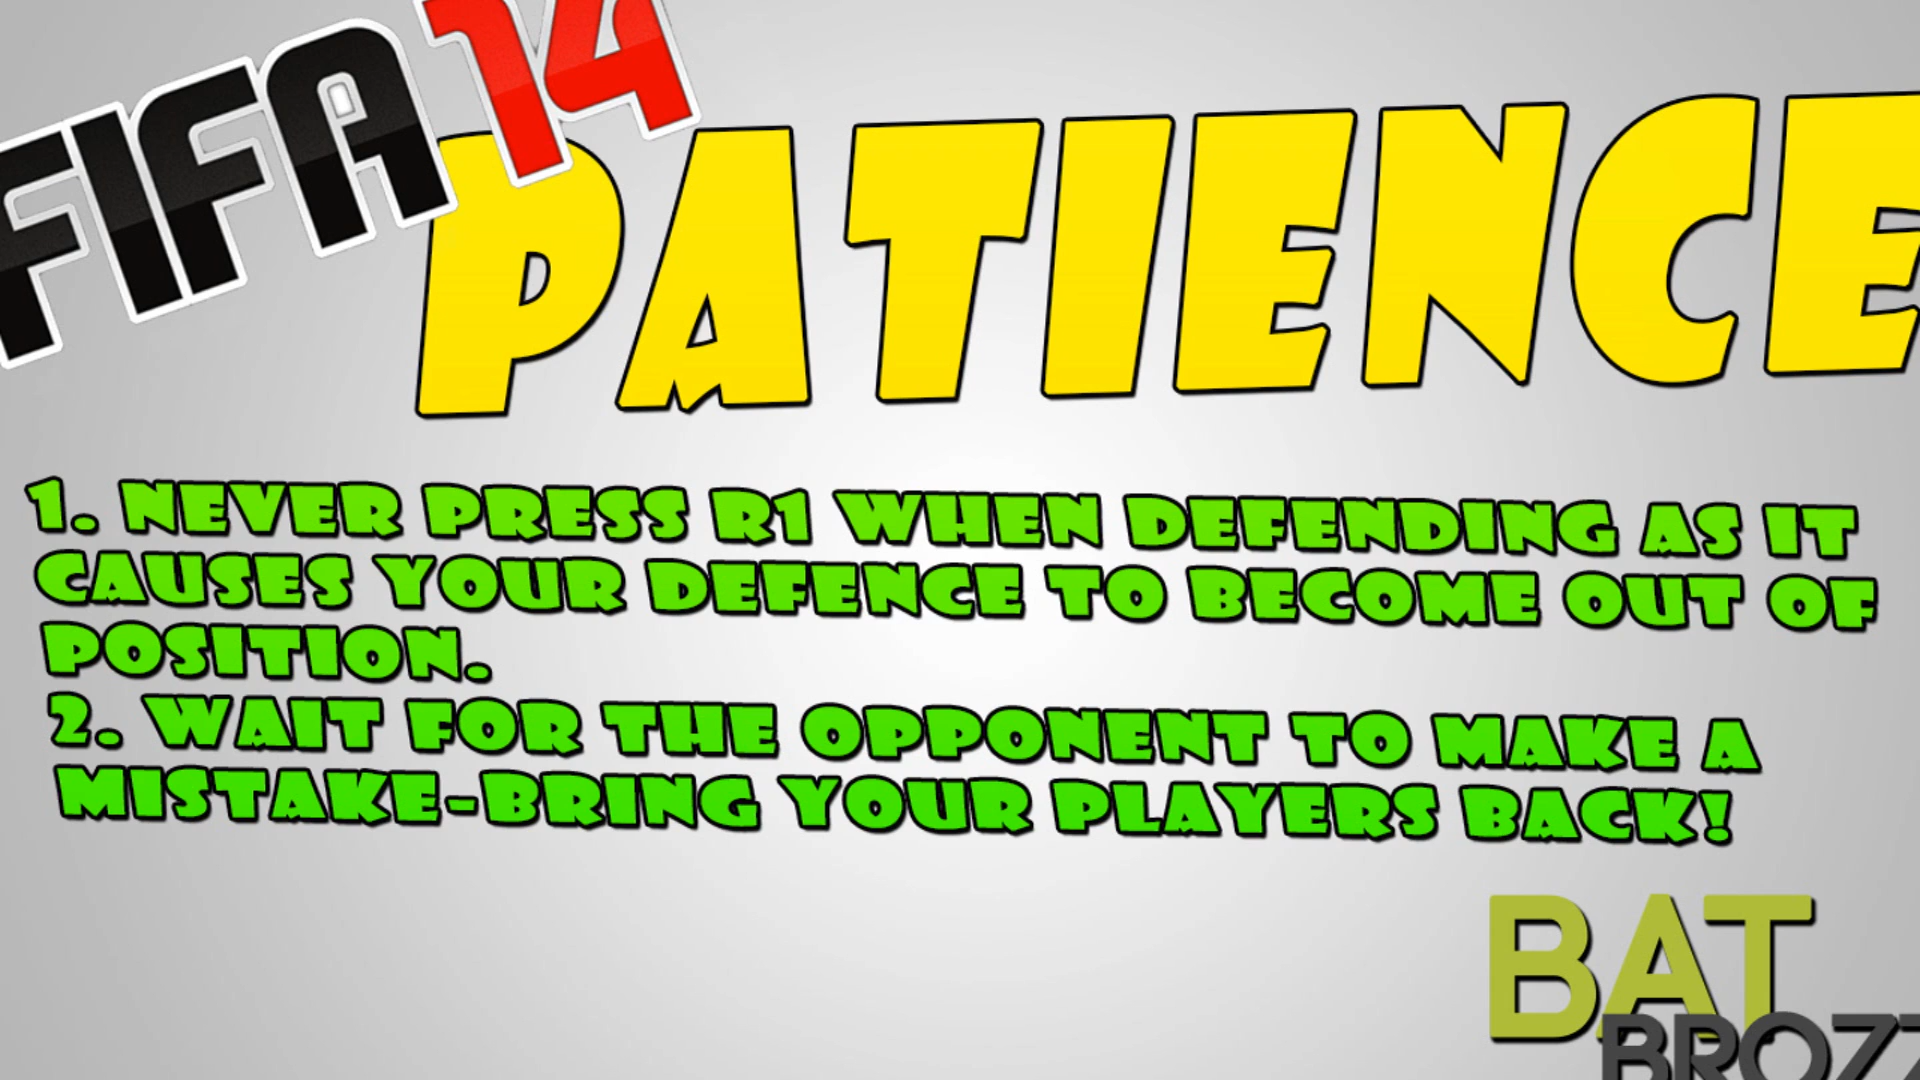 FIFA 14
PATIENCE
1. NEVER PRESS R1 WHEN DEFENDING AS IT
CAUSES YOUR DEFENCE TO BECOME OUT OF
POSITION.
2. WAIT FOR THE OPPONENT TO MAKE A
MISTAKE-BRING YOUR PLAYERS BACK!
BAT
BROZZ